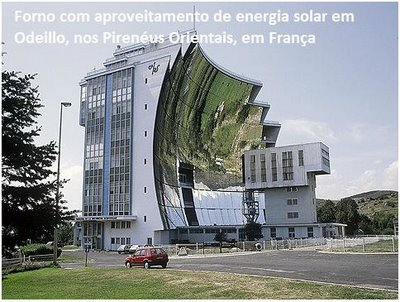 Forno com aproveitamento de energia solar em
Odeillo, nos Pirenéus Orientais, em França